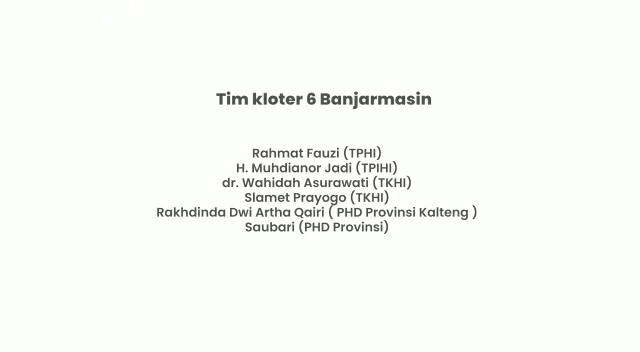 Tim kloter 6 Banjarmasin
Rahmat Fauzi (TPHI)
H. Muhdianor Jadi (TPIHI)
dr. Wahidah Asurawati (TKHI)
Slamet Prayogo (TKHI)
Rakhdinda Dwi Artha Qairi ( PHD Provinsi Kalteng )
Saubari (PHD Provinsi)